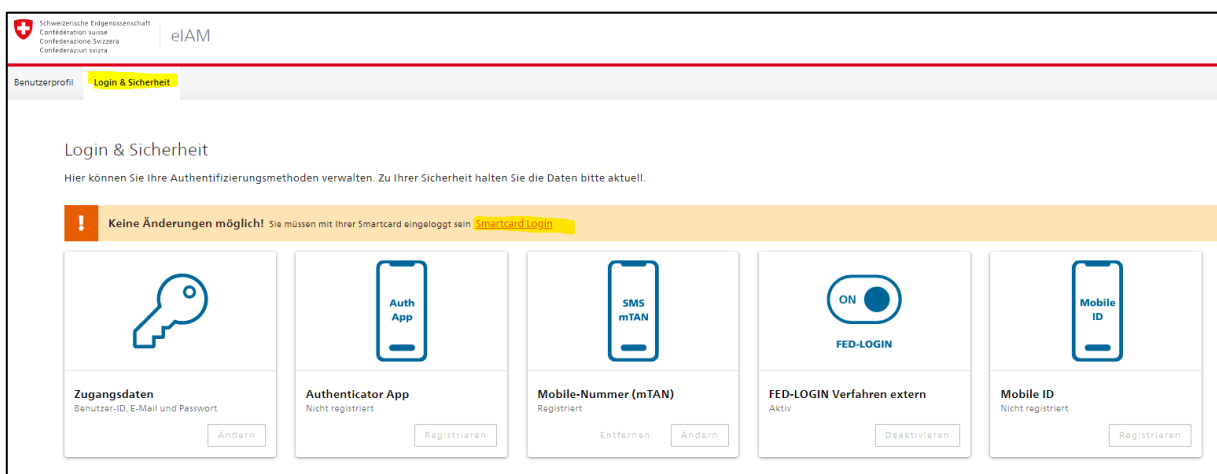 Schweizerische Eidgenossenschaft
Confédération suisse
Confederazione Svizzera
Confederaziun svizra
eIAM
Benutzerprofil Login & Sicherheit
Login & Sicherheit
Hier können Sie Ihre Authentifizierungsmethoden verwalten. Zu Ihrer Sicherheit halten Sie die Daten bitte aktuell.
! Keine Änderungen möglich! Sie müssen mit Ihrer Smartcard eingeloggt sein Smartcard Login
Auth
App
SMS
mTAN
ON
FED-LOGIN
Mobile
ID
Zugangsdaten
Benutzer-ID, E-Mail und Passwort
Ändern
Authenticator App
Nicht registriert
Registrieren
Mobile-Nummer (mTAN)
Registriert
Entfernen Ändern
FED-LOGIN Verfahren extern
Aktiv
Deaktivieren
Mobile ID
Nicht registriert
Registrieren